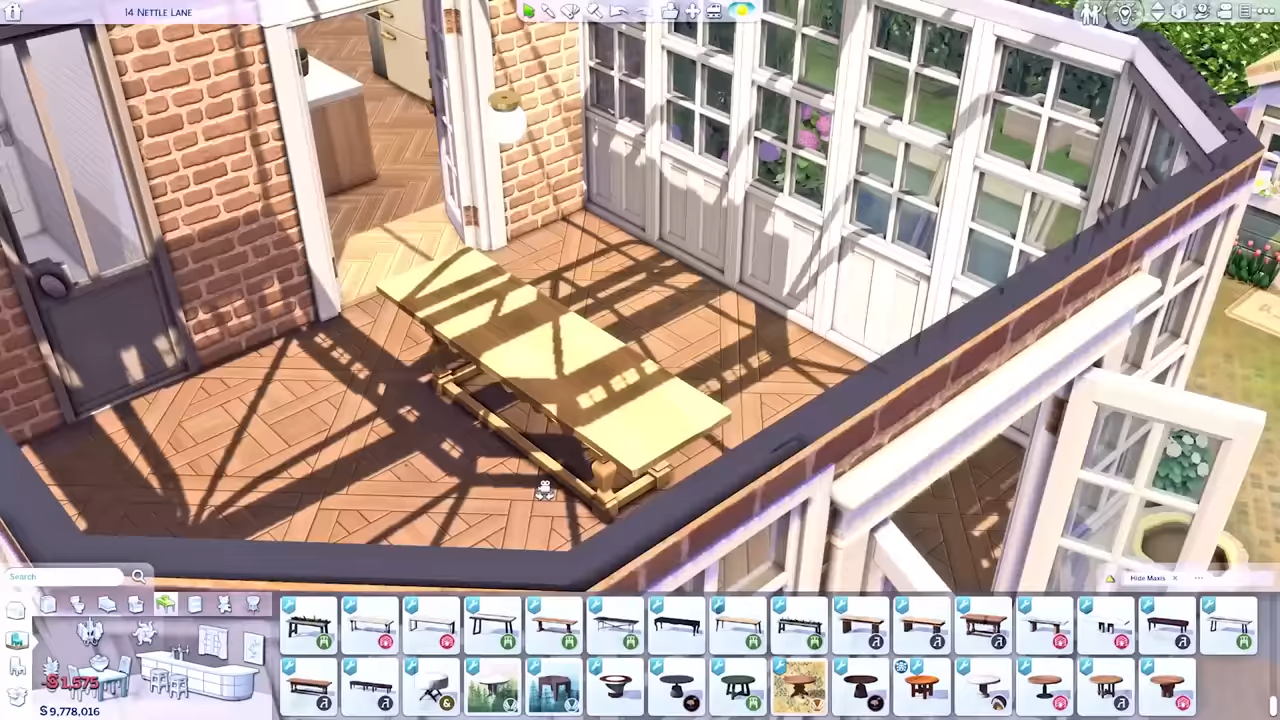 14 NETTLE LANE
Search
Hide Maxis ×
-$1,575
$9,778,016